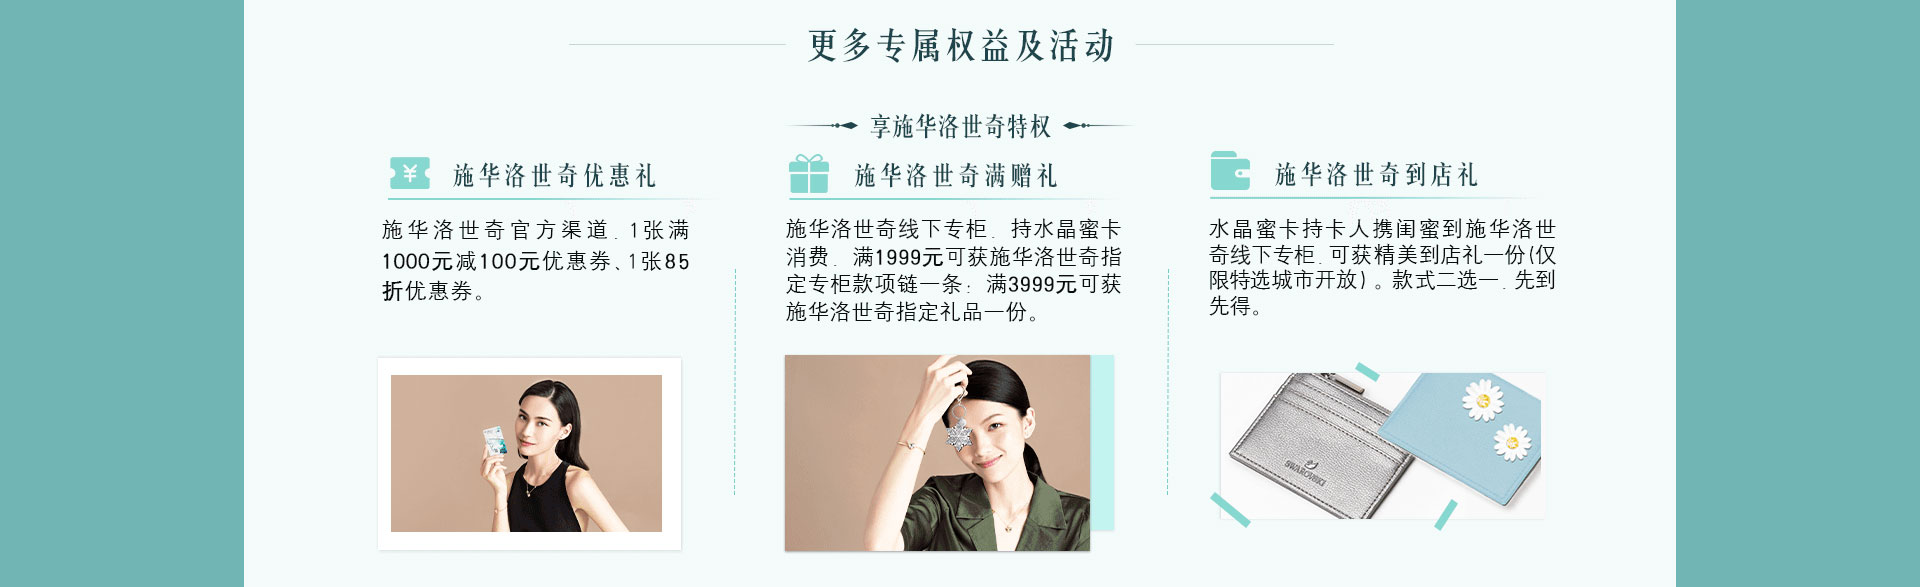 更多专属权益及活动
享施华洛世奇特权
施华洛世奇优惠礼
施华洛世奇官方渠道，1张满
1000元减100元优惠券、1张85
折优惠券。
施华洛世奇满赠礼
施华洛世奇线下专柜，持水晶蜜卡
消费，满1999元可获施华洛世奇指
定专柜款项链一条；满3999元可获
施华洛世奇指定礼品一份。
施华洛世奇到店礼
水晶蜜卡持卡人携闺蜜到施华洛世
奇线下专柜，可获精美到店礼一份(仅
限特选城市开放)。款式二选一，先到
先得。
SWAROVSKI